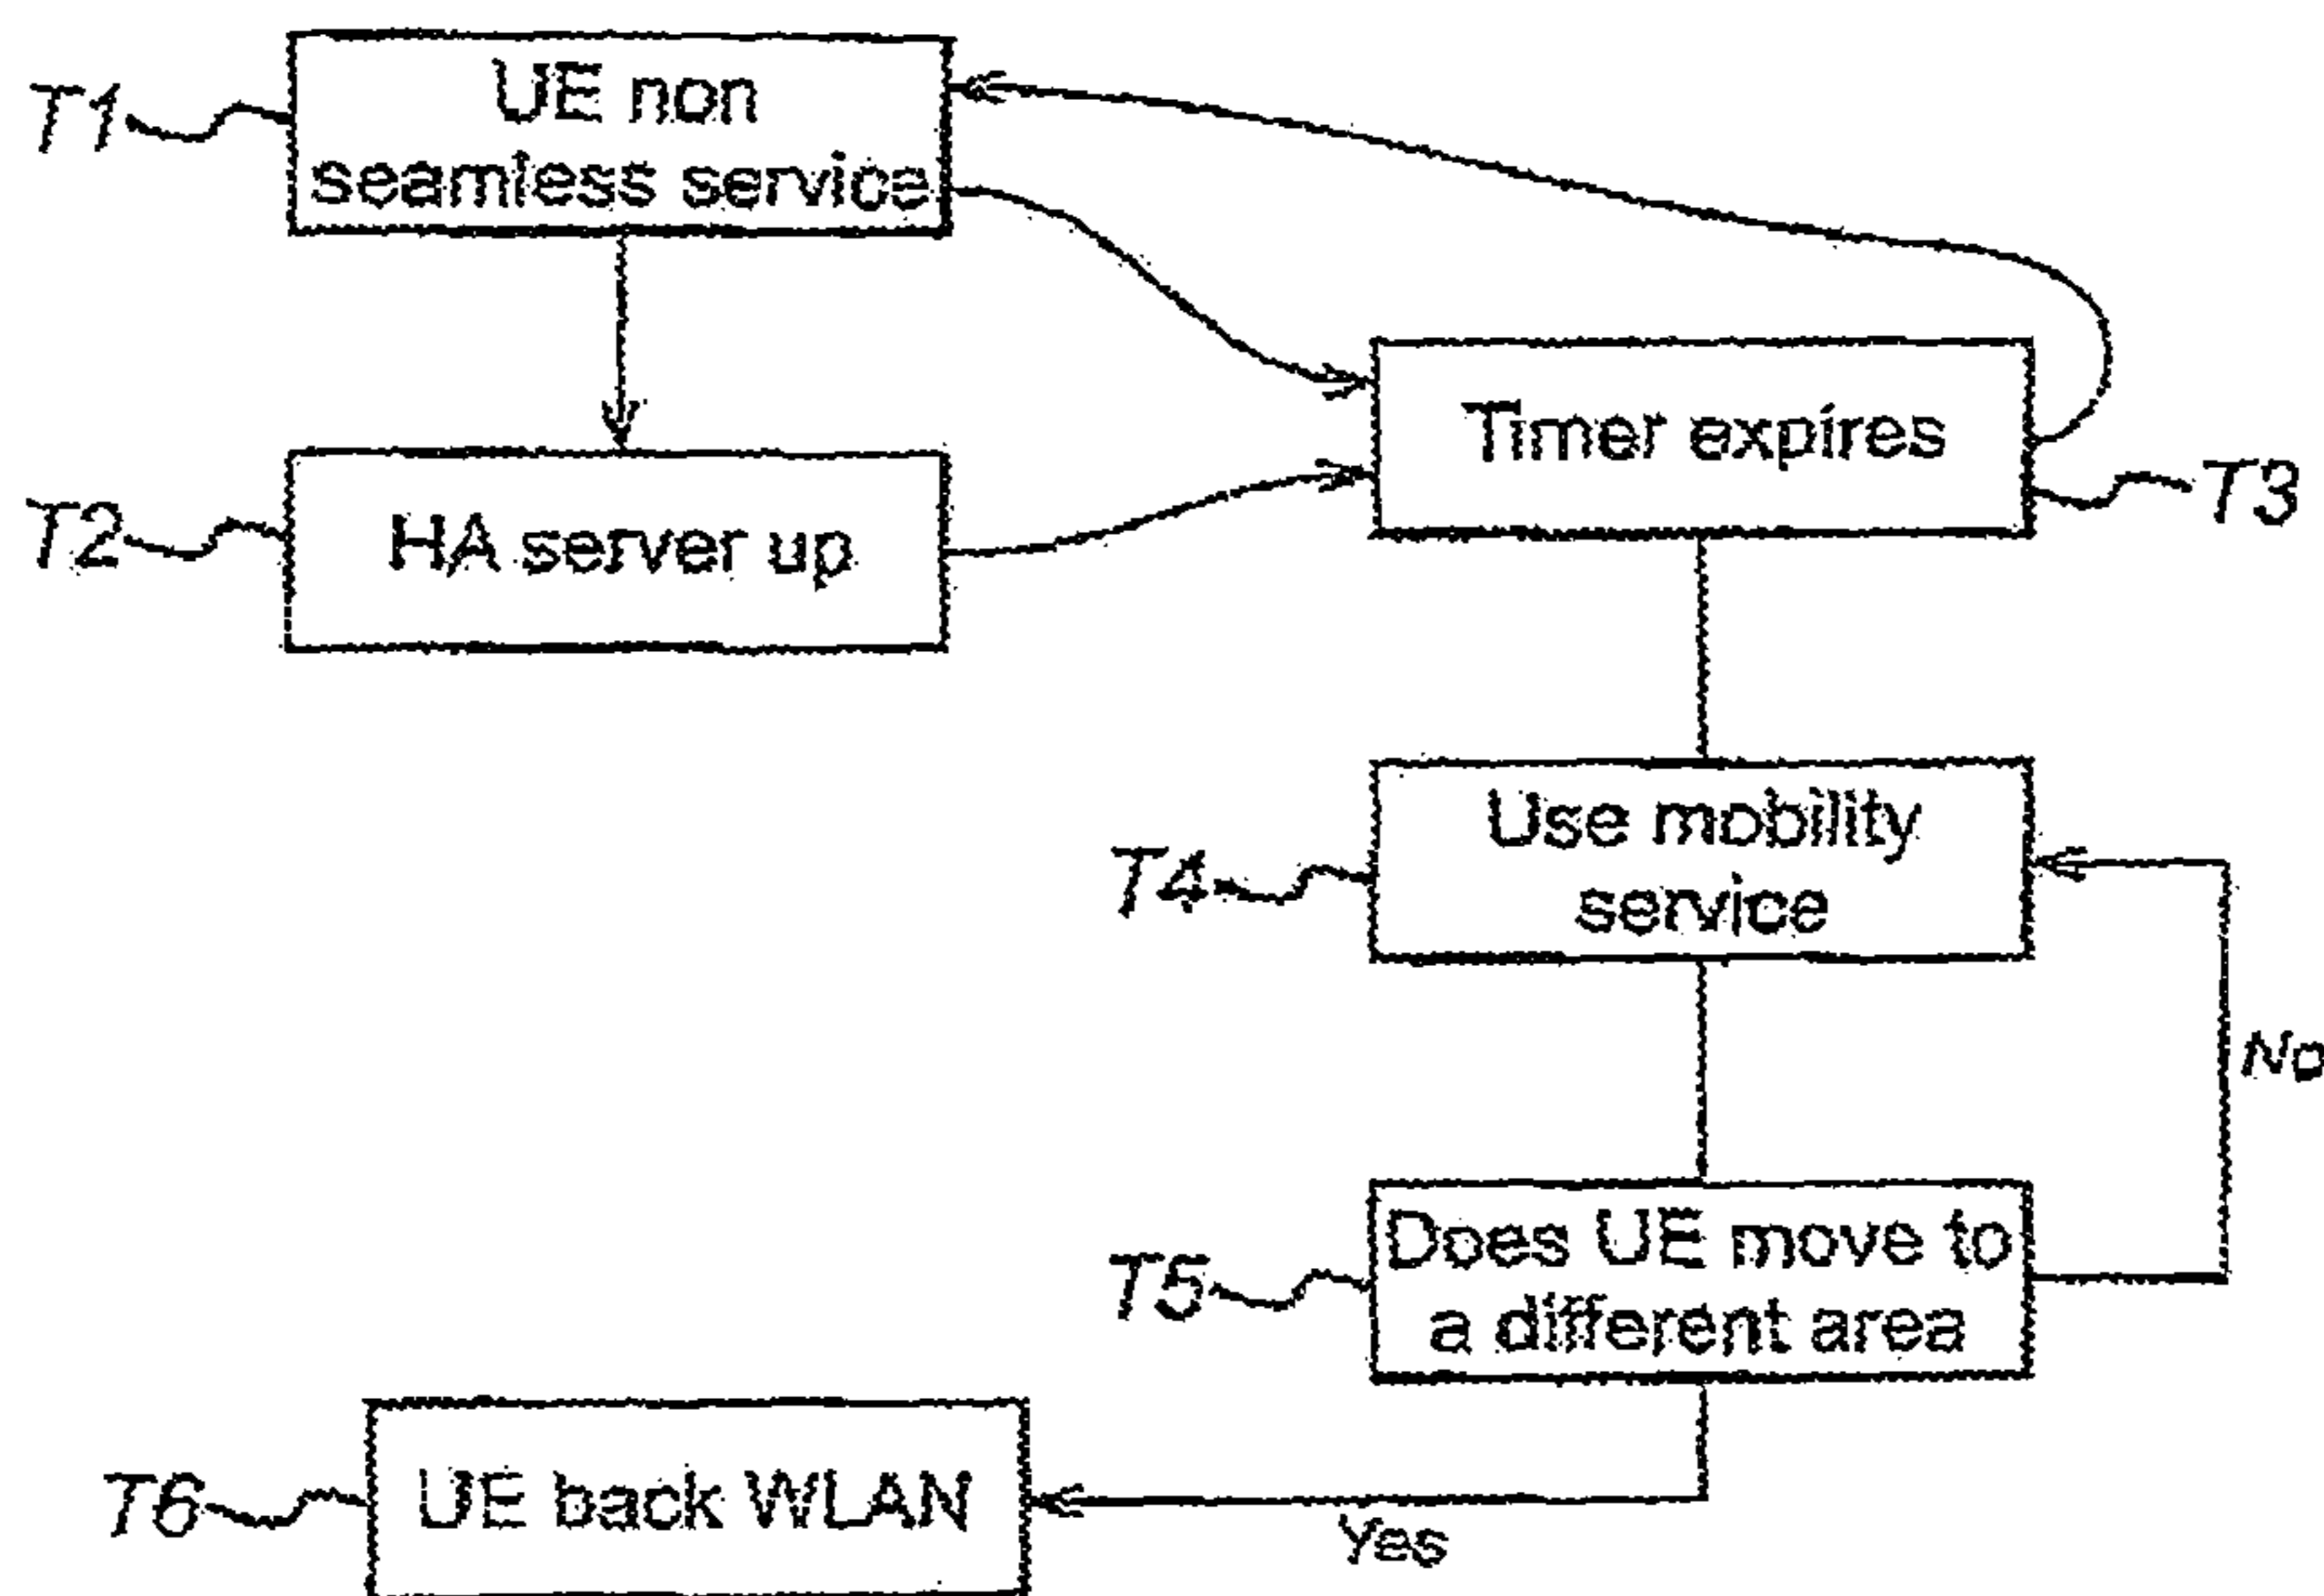 T1
UE non
seamless service
Timer expires
T3
T2
HA server up
Use mobility
service
T4
No
T5
Does UE move to
a different area
T6
UE back WLAN
Yes